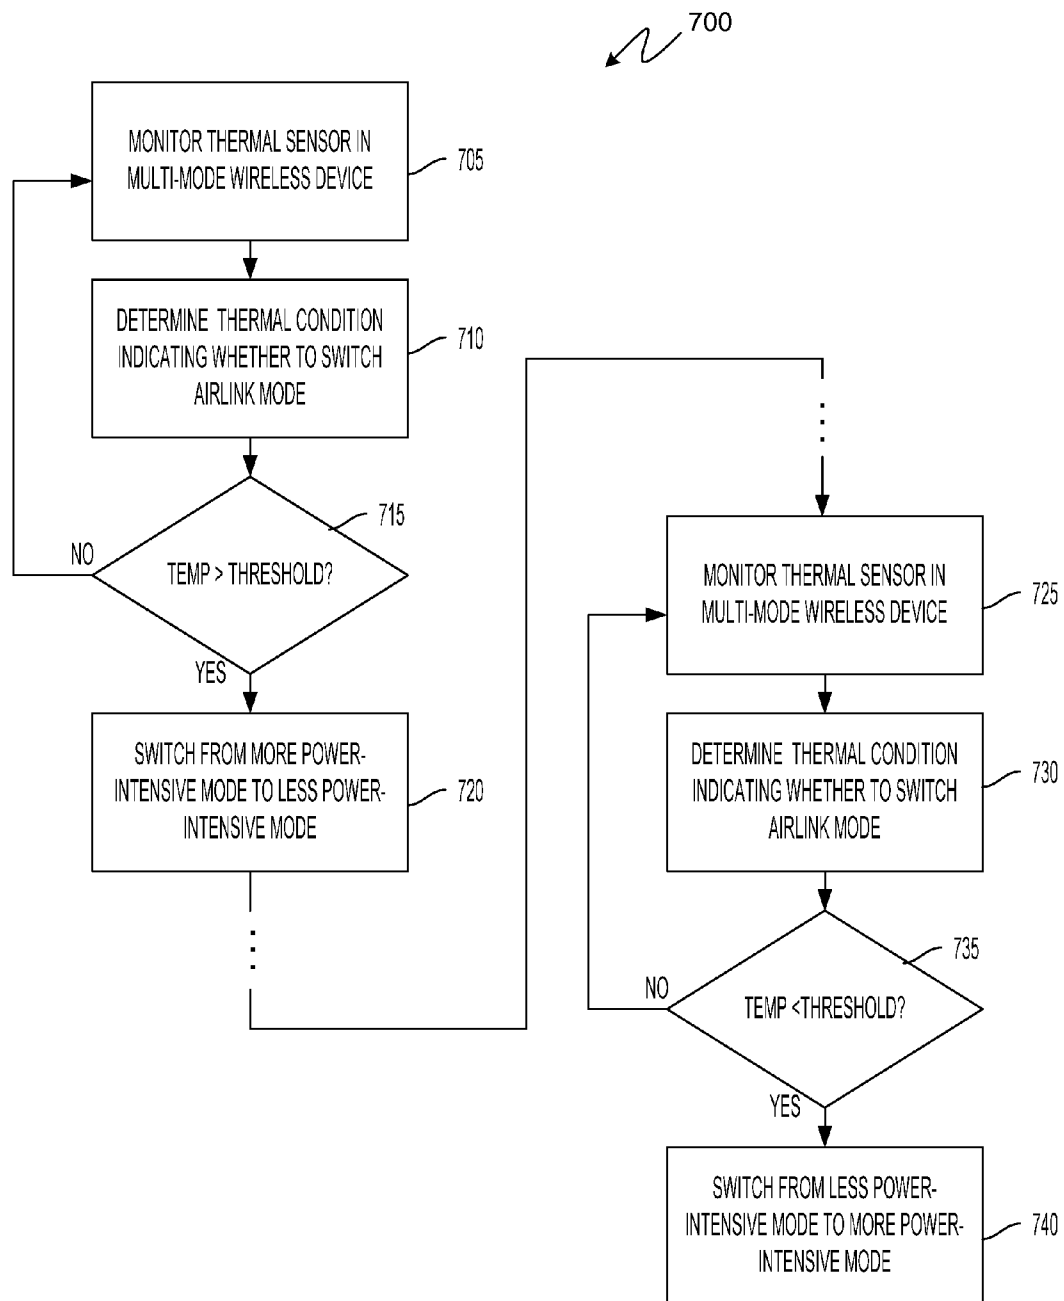 700
MONITOR THERMAL SENSOR IN
MULTI-MODE WIRELESS DEVICE
705
DETERMINE THERMAL CONDITION
INDICATING WHETHER TO SWITCH
AIRLINK MODE
710
715
TEMP > THRESHOLD?
NO
YES
SWITCH FROM MORE POWER-
INTENSIVE MODE TO LESS POWER-
INTENSIVE MODE
720
MONITOR THERMAL SENSOR IN
MULTI-MODE WIRELESS DEVICE
725
DETERMINE THERMAL CONDITION
INDICATING WHETHER TO SWITCH
AIRLINK MODE
730
735
TEMP <THRESHOLD?
NO
YES
SWITCH FROM LESS POWER-
INTENSIVE MODE TO MORE POWER-
INTENSIVE MODE
740